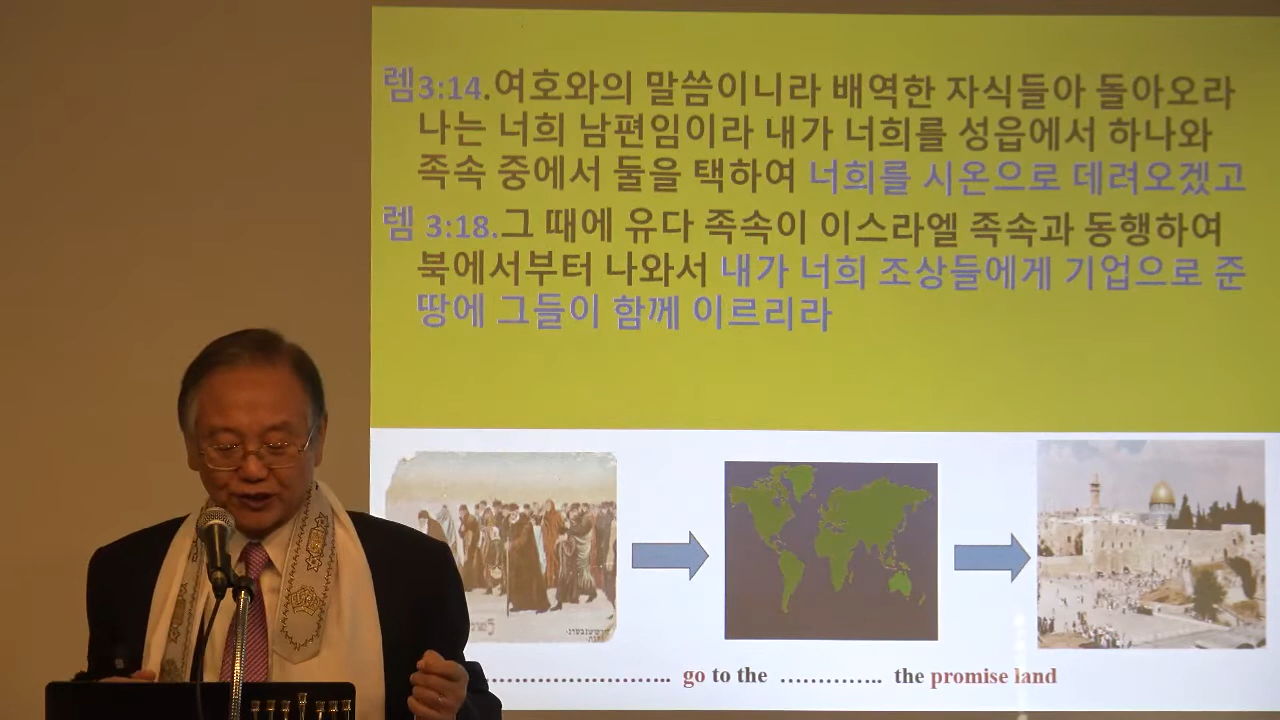 렘3:14.여호와의 말씀이니라 배역한 자식들아 돌아오라
나는 너희 남편임이라 내가 너희를 성읍에서 하나와
족속 중에서 둘을 택하여 너희를 시온으로 데려오겠고
렘 3:18.그 때에 유다 족속이 이스라엘 족속과 동행하여
북에서부터 나와서 내가 너희 조상들에게 기업으로 준
땅에 그들이 함께 이르리라
........................ go to the .............. the promise land